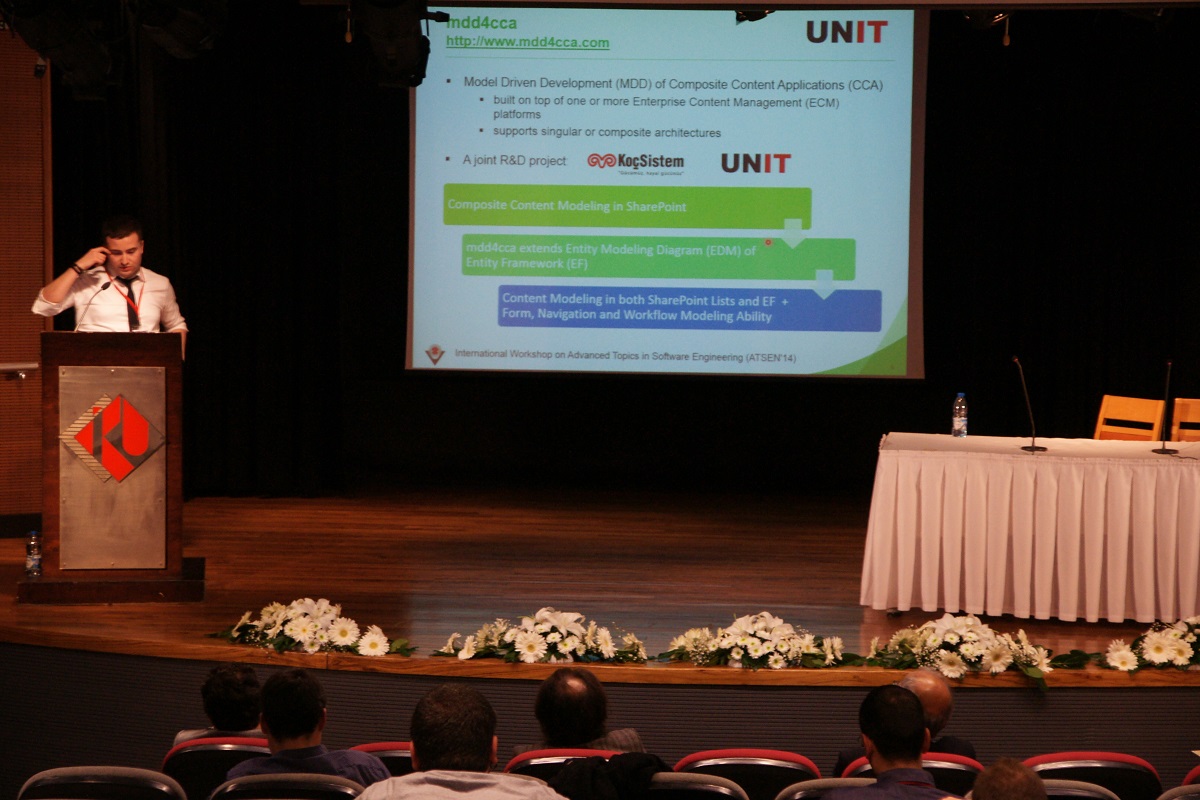 mdd4cca
http://www.mdd4cca.com
UNIT
Model Driven Development (MDD) of Composite Content Applications (CCA)
built on top of one or more Enterprise Content Management (ECM)
platforms
supports singular or composite architectures
A joint R&D project KoçSistem UNIT
Composite Content Modeling in SharePoint
mdd4cca extends Entity Modeling Diagram (EDM) of
Entity Framework (EF)
Content Modeling in both SharePoint Lists and EF +
Form, Navigation and Workflow Modeling Ability
International Workshop on Advanced Topics in Software Engineering (ATSEN'14)
KU